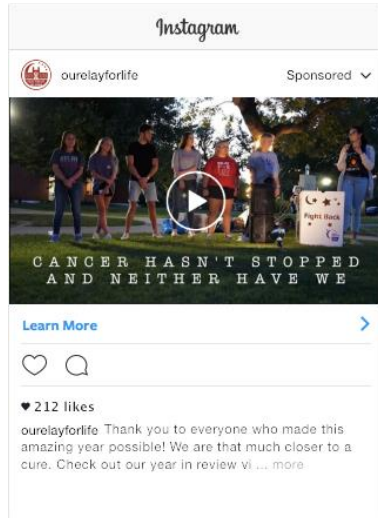 Instagram
ourelayforlife Sponsored
CANCER HASN'T STOPPED
AND NEITHER HAVE WE
Fight Back
Learn More
212 likes
ourelayforlife Thank you to everyone who made this
amazing year possible! We are that much closer to a
cure. Check out our year in review vi ... more